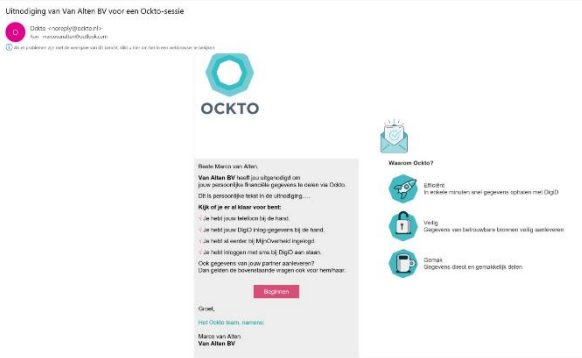 Uitnodiging van Van Alten BV voor een Ockto-sessie
O
Ockto <noreply@ockto.nl>
OCKTO
Beste Marco van Alten,
Van Alten BV heeft jou uitgenodigd om
jouw persoonlijke financiële gegevens te delen via Ockto.
Dit is persoonlijke tekst in de uitnodiging.....
Kijk of je er al klaar voor bent:
√ Je hebt jouw telefoon bij de hand.
√ Je hebt jouw DigiD inlog-gegevens bij de hand.
√ Je hebt al eerder bij MijnOverheid ingelogd.
√ Je hebt Inloggen met sms bij DigiD aan staan.
Ook gegevens van jouw partner aanleveren?
Dan gelden de bovenstaande vragen ook voor hem/haar.
Beginnen
Groet,
Het Ockto team, namens:
Marco van Alten
Van Alten BV
Waarom Ockto?
Efficiënt
In enkele minuten snel gegevens ophalen met DigiD
Veilig
Gegevens van betrouwbare bronnen veilig aanleveren
Gemak
Gegevens direct en gemakkelijk delen